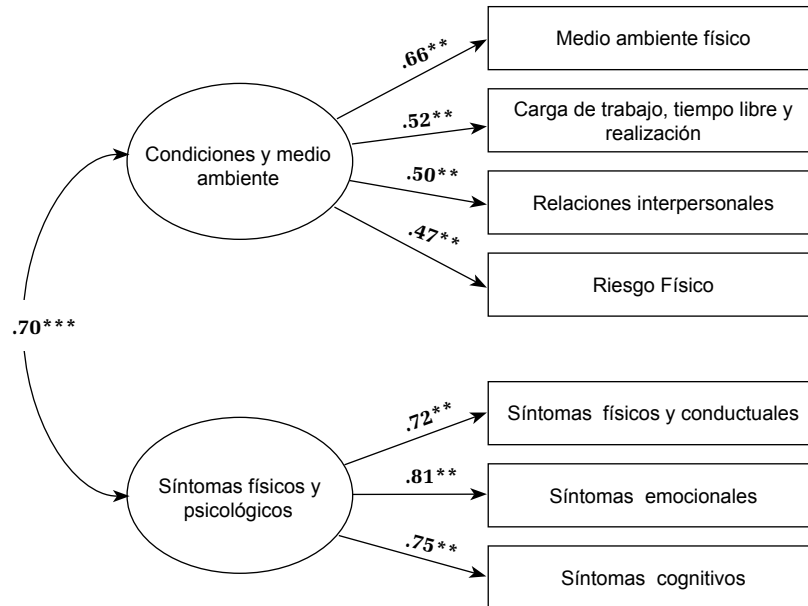 .66**
Medio ambiente físico
.52**
Carga de trabajo, tiempo libre y
realización
Condiciones y medio
ambiente
.50**
Relaciones interpersonales
.47**
Riesgo Físico
.70***
.72**
Síntomas físicos y conductuales
Síntomas físicos y
psicológicos
.81**
Síntomas emocionales
.75**
Síntomas cognitivos